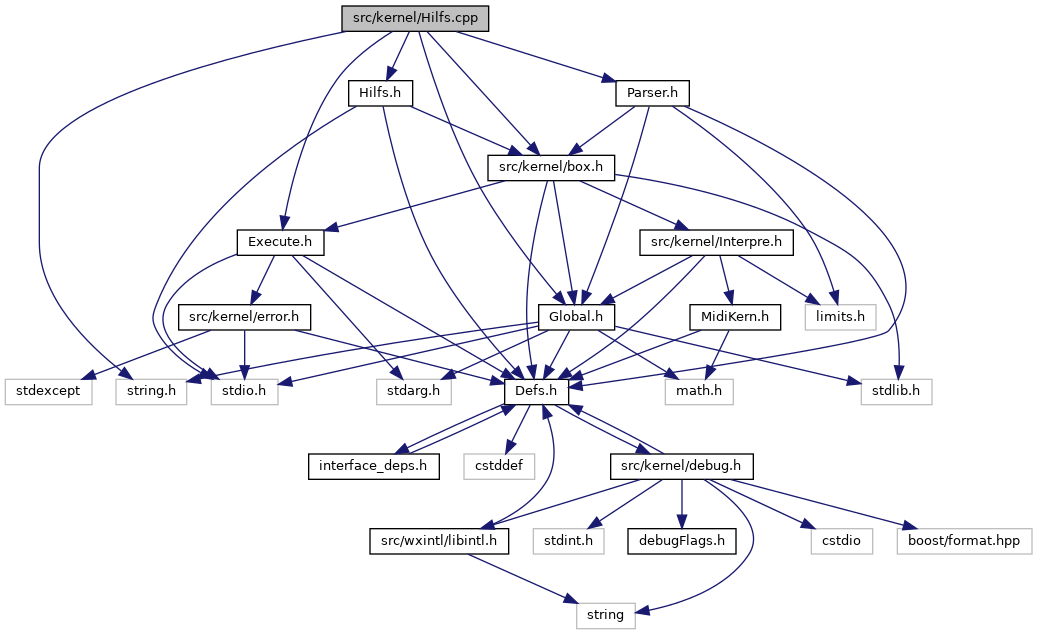 src/kernel/Hilfs.cpp
Hilfs.h
Parser.h
src/kernel/box.h
Execute.h
src/kernel/Interpre.h
src/kernel/error.h
Global.h
MidiKern.h
limits.h
stdexcept
string.h
stdio.h
stdarg.h
Defs.h
math.h
stdlib.h
interface_deps.h
cstddef
src/kernel/debug.h
src/wxintl/libintl.h
stdint.h
debugFlags.h
cstdio
boost/format.hpp
string